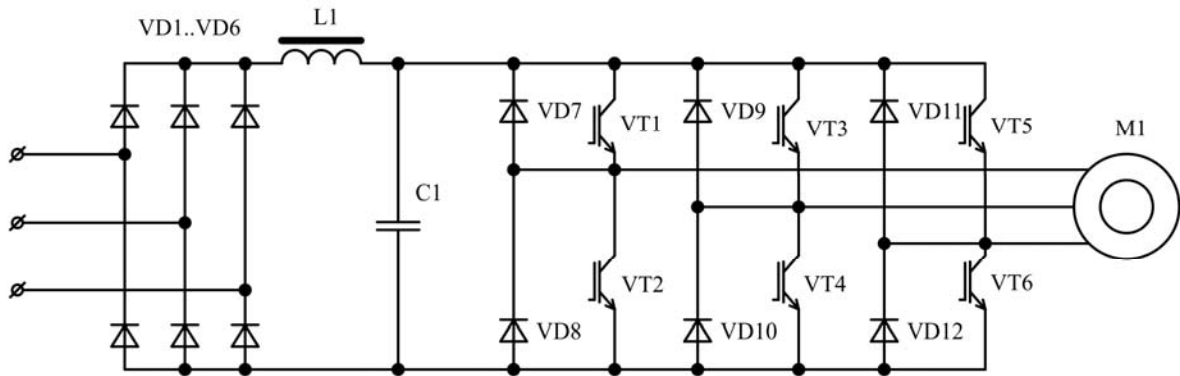 L1
VD1..VD6
VD7
VT1
VD9
VT3
VD11
VT5
M1
C1
VT2
VT4
VT6
VD8
VD10
VD12